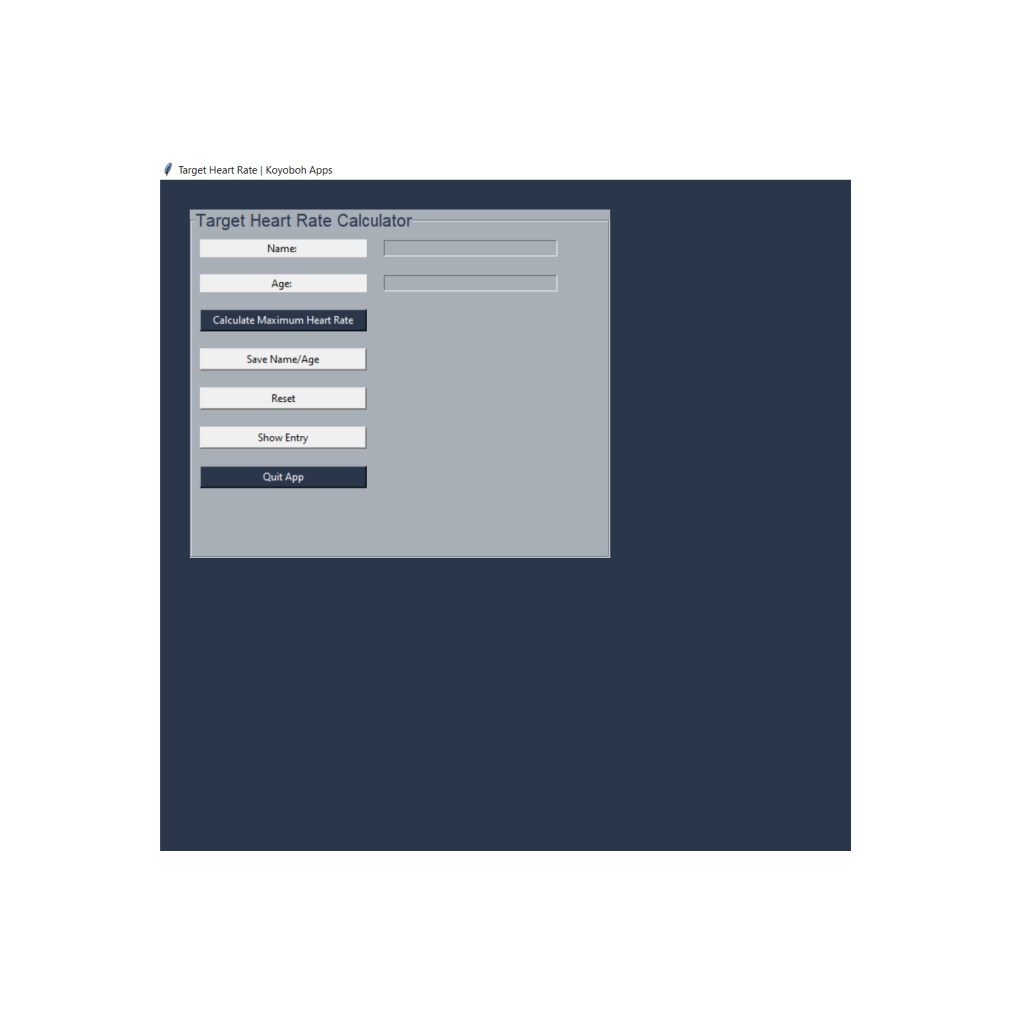 Target Heart Rate | Koyoboh Apps
Target Heart Rate Calculator
Name:
Age:
Calculate Maximum Heart Rate
Save Name/Age
Reset
Show Entry
Quit App